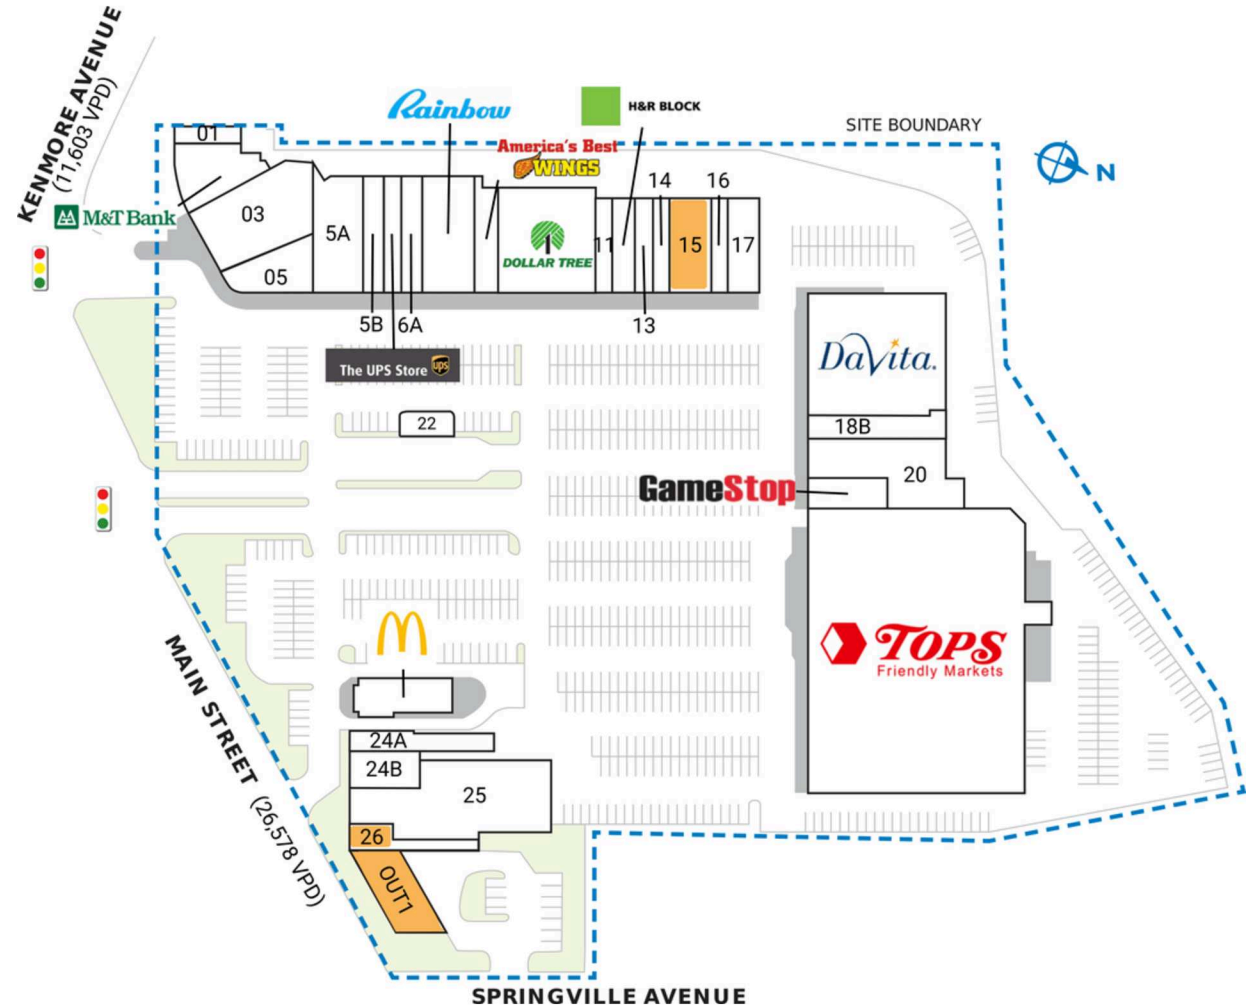 KENMORE AVENUE
(11,603 VPD)
Rainbow
H&R BLOCK
SITE BOUNDARY
America's Best
WINGS
N
01
14
16
M&T Bank
03
5A
11
15
17
DOLLAR TREE
05
5B
6A
13
The UPS Store
ups
DaVita.
22
18B
20
GameStop
TOPS
Friendly Markets
MAIN STREET (26,578 VPD)
24A
24B
25
26
OUT1
SPRINGVILLE AVENUE